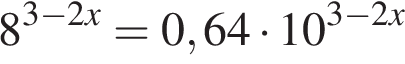 8^{3−2x} = 0,64 · 10^{3−2x}